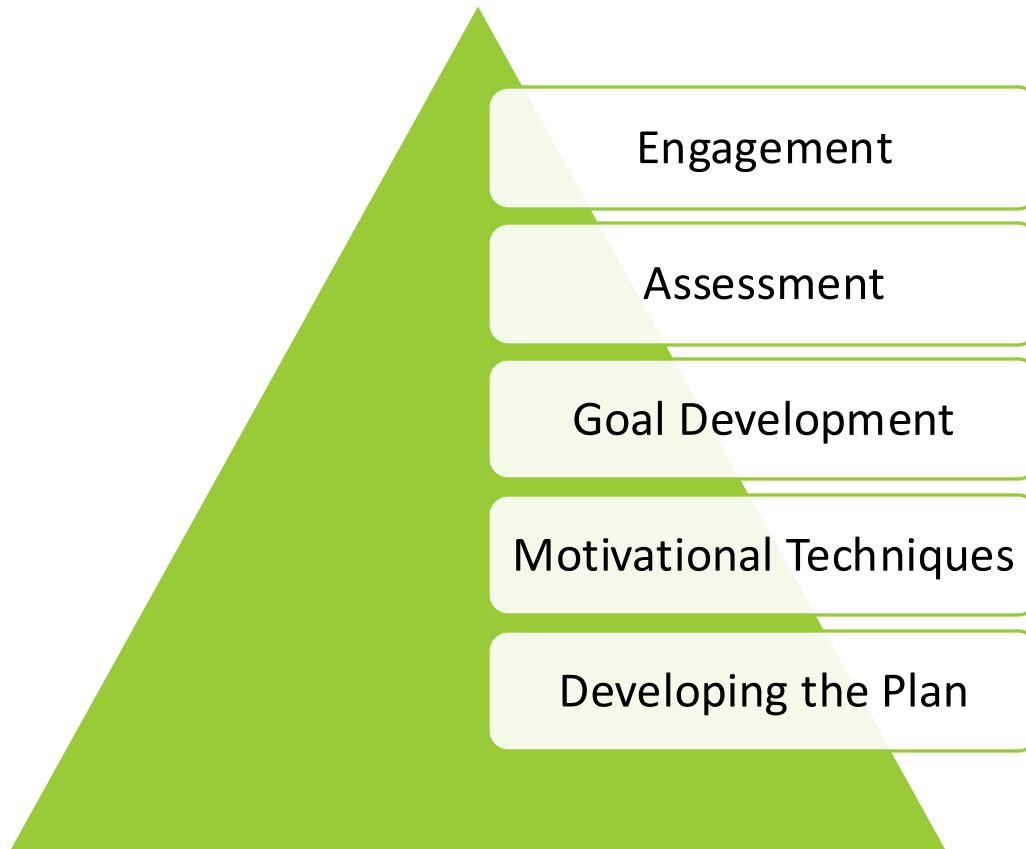 Engagement
Assessment
Goal Development
Motivational Techniques
Developing the Plan